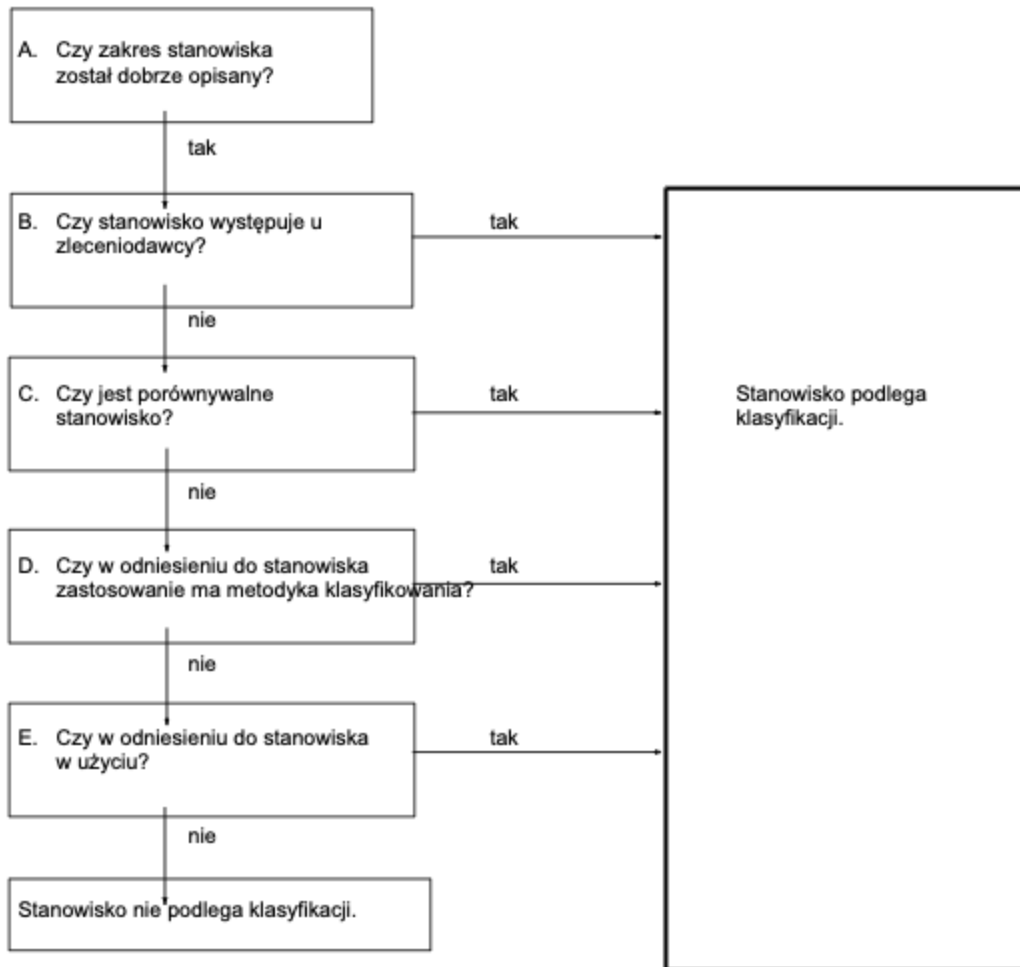 A. Czy zakres stanowiska
został dobrze opisany?
tak
B. Czy stanowisko występuje u
zleceniodawcy?
tak
nie
C. Czy jest porównywalne
stanowisko?
tak
Stanowisko podlega
klasyfikacji.
nie
D. Czy w odniesieniu do stanowiska
zastosowanie ma metodyka klasyfikowania?
tak
nie
E. Czy w odniesieniu do stanowiska
w użyciu?
tak
nie
Stanowisko nie podlega klasyfikacji.